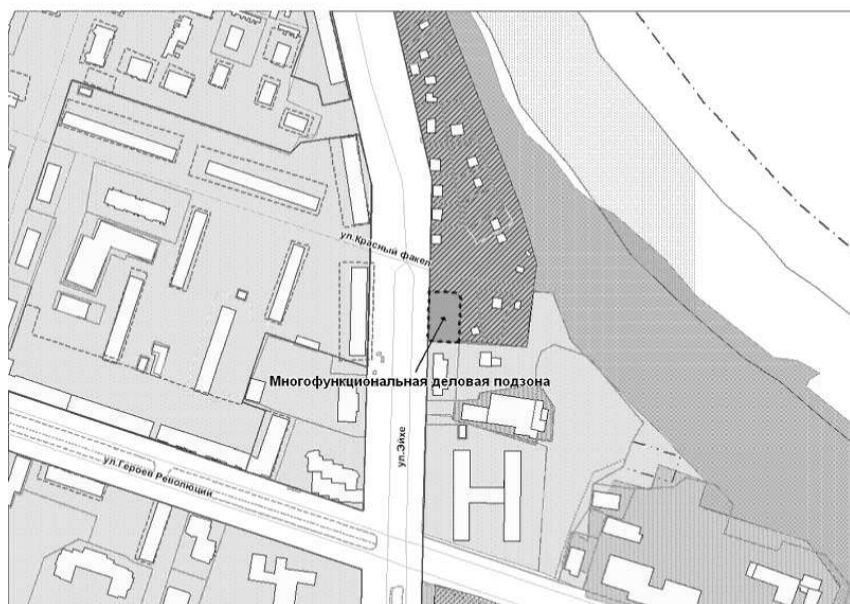 ул.Красный факел
Многофункциональная деловая подзона
ул.Эйхе
ул.Героев Революции